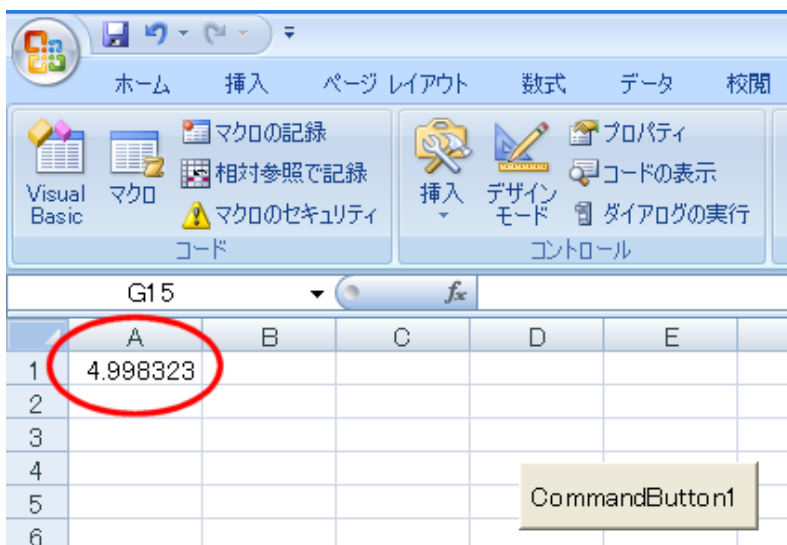 ホーム 挿入 ページ レイアウト 数式 データ 校閲
Visual Basic
マクロ
マクロの記録
相対参照で記録
マクロのセキュリティ
コード
挿入
デザイン モード
プロパティ
コードの表示
ダイアログの実行
コントロール
G15 fx
A B C D E
1 4.998323
2
3
4
5
6
CommandButton1